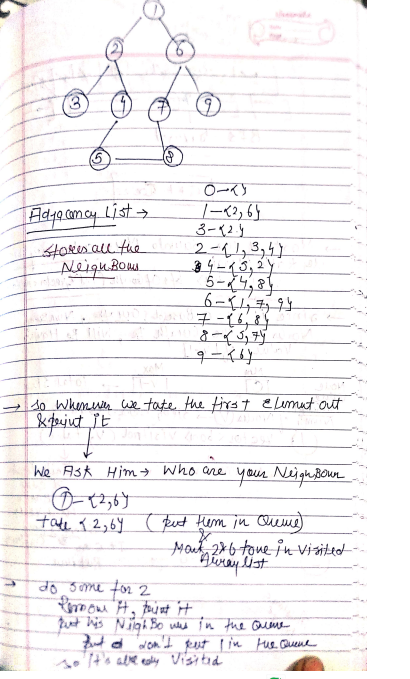 1
2 6
3 4 7 9
5 8
0-{}
Adjacancy List → 1-{2,6}
3-{2}
stores all the 2-{1,3,4}
Neighbour 4-{5,2}
5-{4,8}
6-{1,7,9}
7-{6,8}
8-{5,7}
9-{6}
→ so whenever we take the first Element out
& print it
We Ask Him → Who are your Neighbour
1-{2,6}
take {2,6} (put them in Queue)
&
Mark 2&6 true in Visited
Array list
→ do same for 2
Remove it, print it
put his Neighbours in the Queue
but don't put 1 in the Queue
so It's already Visited